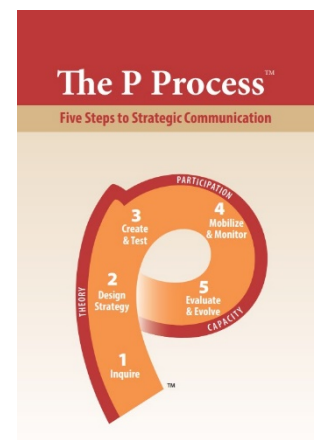 The P Process™
Five Steps to Strategic Communication
PARTICIPATION
3
Create
& Test
4
Mobilize
& Monitor
2
Design
Strategy
THEORY
5
Evaluate
& Evolve
CAPACITY
1
Inquire
TM